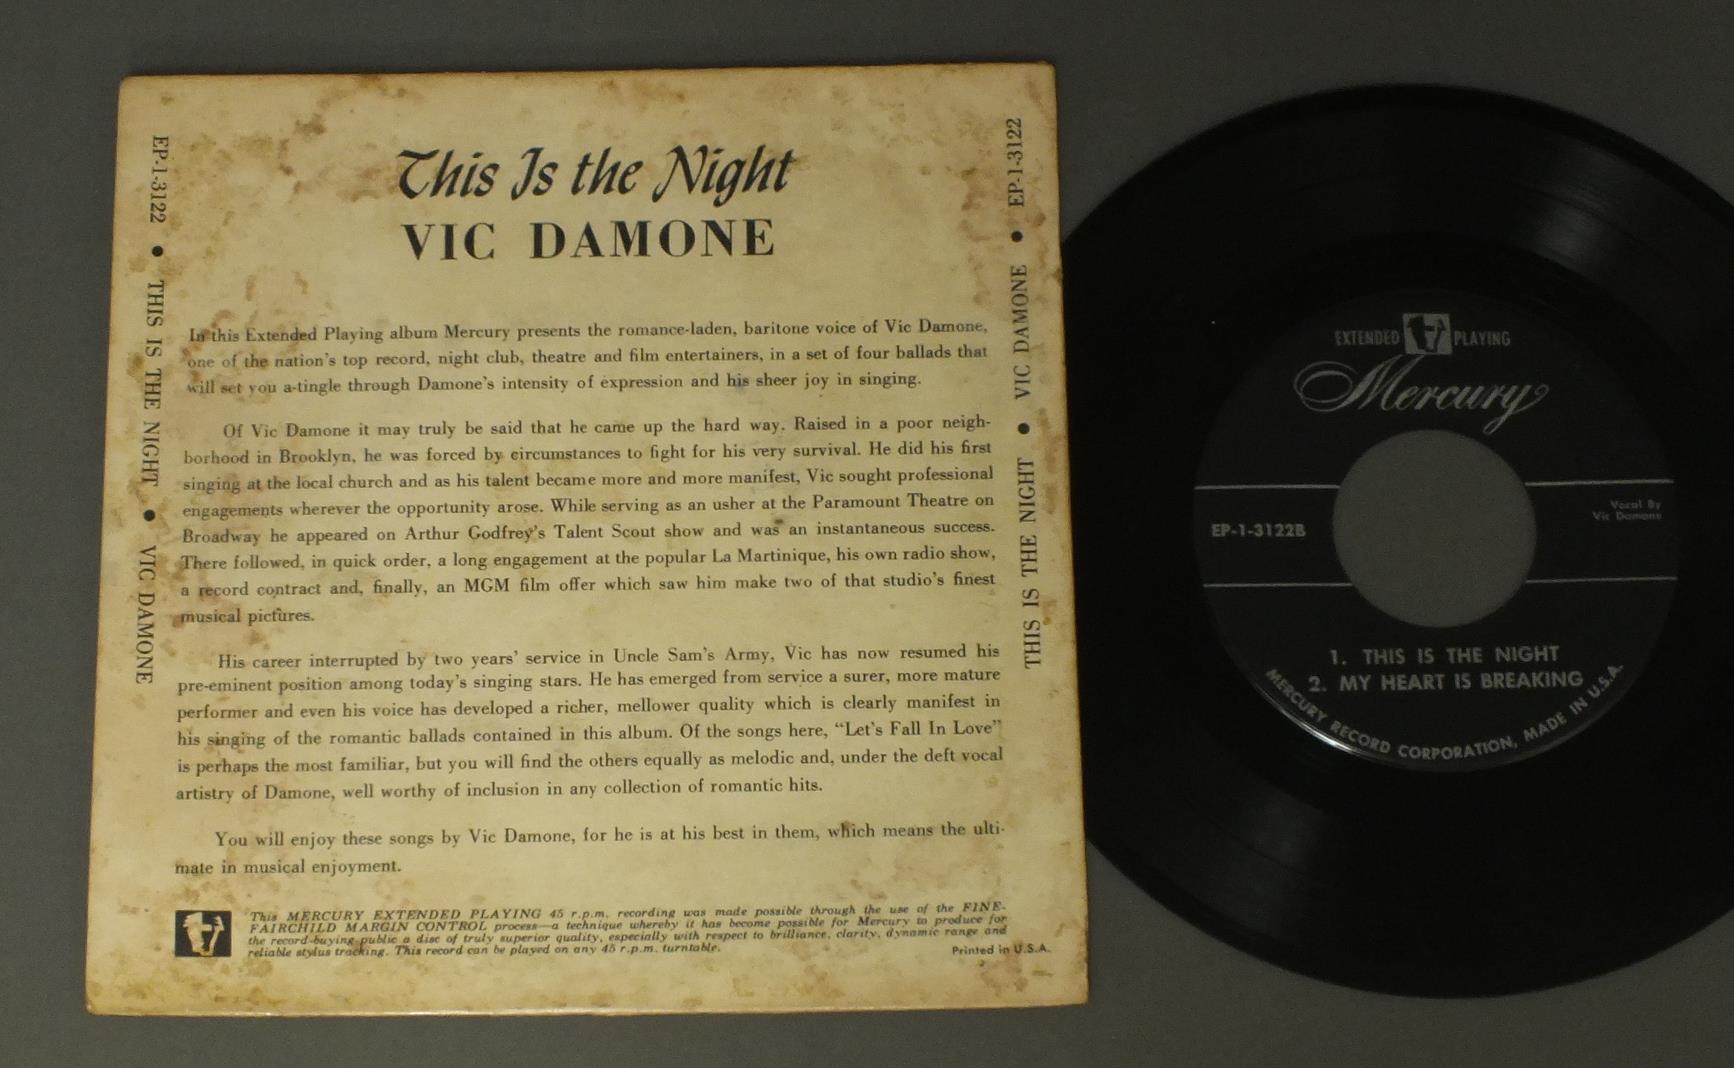 This Is the Night
VIC DAMONE
EP-1-3122 • THIS IS THE NIGHT • VIC DAMONE
In this Extended Playing album Mercury presents the romance-laden, baritone voice of Vic Damone,
one of the nation's top record, night club, theatre and film entertainers, in a set of four ballads that
will set you a-tingle through Damone's intensity of expression and his sheer joy in singing.
Of Vic Damone it may truly be said that he came up the hard way. Raised in a poor neigh-
borhood in Brooklyn, he was forced by circumstances to fight for his very survival. He did his first
singing at the local church and as his talent became more and more manifest, Vic sought professional
engagements wherever the opportunity arose. While serving as an usher at the Paramount Theatre on
Broadway he appeared on Arthur Godfrey's Talent Scout show and was an instantaneous success.
There followed, in quick order, a long engagement at the popular La Martinique, his own radio show,
a record contract and, finally, an MGM film offer which saw him make two of that studio's finest
musical pictures.
His career interrupted by two years' service in Uncle Sam's Army, Vic has now resumed his
pre-eminent position among today's singing stars. He has emerged from service a surer, more mature
performer and even his voice has developed a richer, mellower quality which is clearly manifest in
his singing of the romantic ballads contained in this album. Of the songs here, "Let's Fall In Love"
is perhaps the most familiar, but you will find the others equally as melodic and, under the deft vocal
artistry of Damone, well worthy of inclusion in any collection of romantic hits.
You will enjoy these songs by Vic Damone, for he is at his best in them, which means the ulti-
mate in musical enjoyment.
This MERCURY EXTENDED PLAYING 45 r.p.m. recording was made possible through the use of the FINE-
FAIRCHILD MARGIN CONTROL process—a technique whereby it has become possible for Mercury to produce for
the record-buying public a disc of truly superior quality, especially with respect to brilliance, clarity, dynamic range and
reliable stylus tracking. This record can be played on any 45 r.p.m. turntable.
Printed in U.S.A.
2
THIS IS THE NIGHT • VIC DAMONE • EP-1-3122
EXTENDED PLAYING
Mercury
EP-1-3122B
Vocal By
Vic Damone
1. THIS IS THE NIGHT
2. MY HEART IS BREAKING
MERCURY RECORD CORPORATION, MADE IN U.S.A.